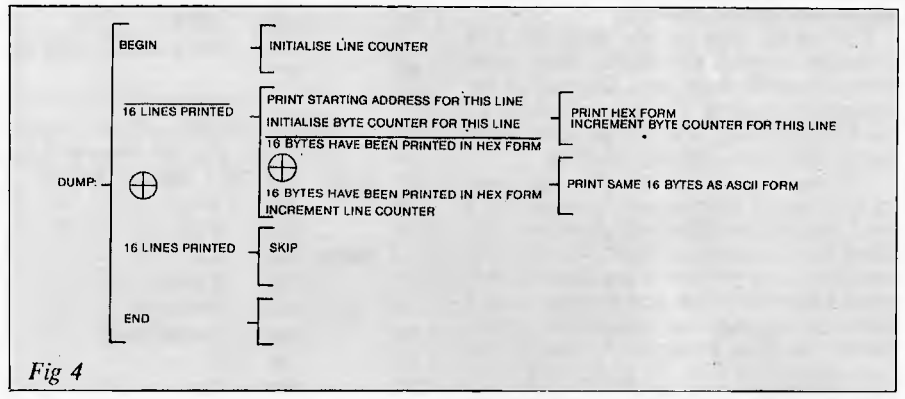 BEGIN
INITIALISE LINE COUNTER
16 LINES PRINTED
PRINT STARTING ADDRESS FOR THIS LINE
INITIALISE BYTE COUNTER FOR THIS LINE
16 BYTES HAVE BEEN PRINTED IN HEX FORM
PRINT HEX FORM
INCREMENT BYTE COUNTER FOR THIS LINE
DUMP:
16 BYTES HAVE BEEN PRINTED IN HEX FORM
INCREMENT LINE COUNTER
PRINT SAME 16 BYTES AS ASCII FORM
16 LINES PRINTED
SKIP
END
Fig 4